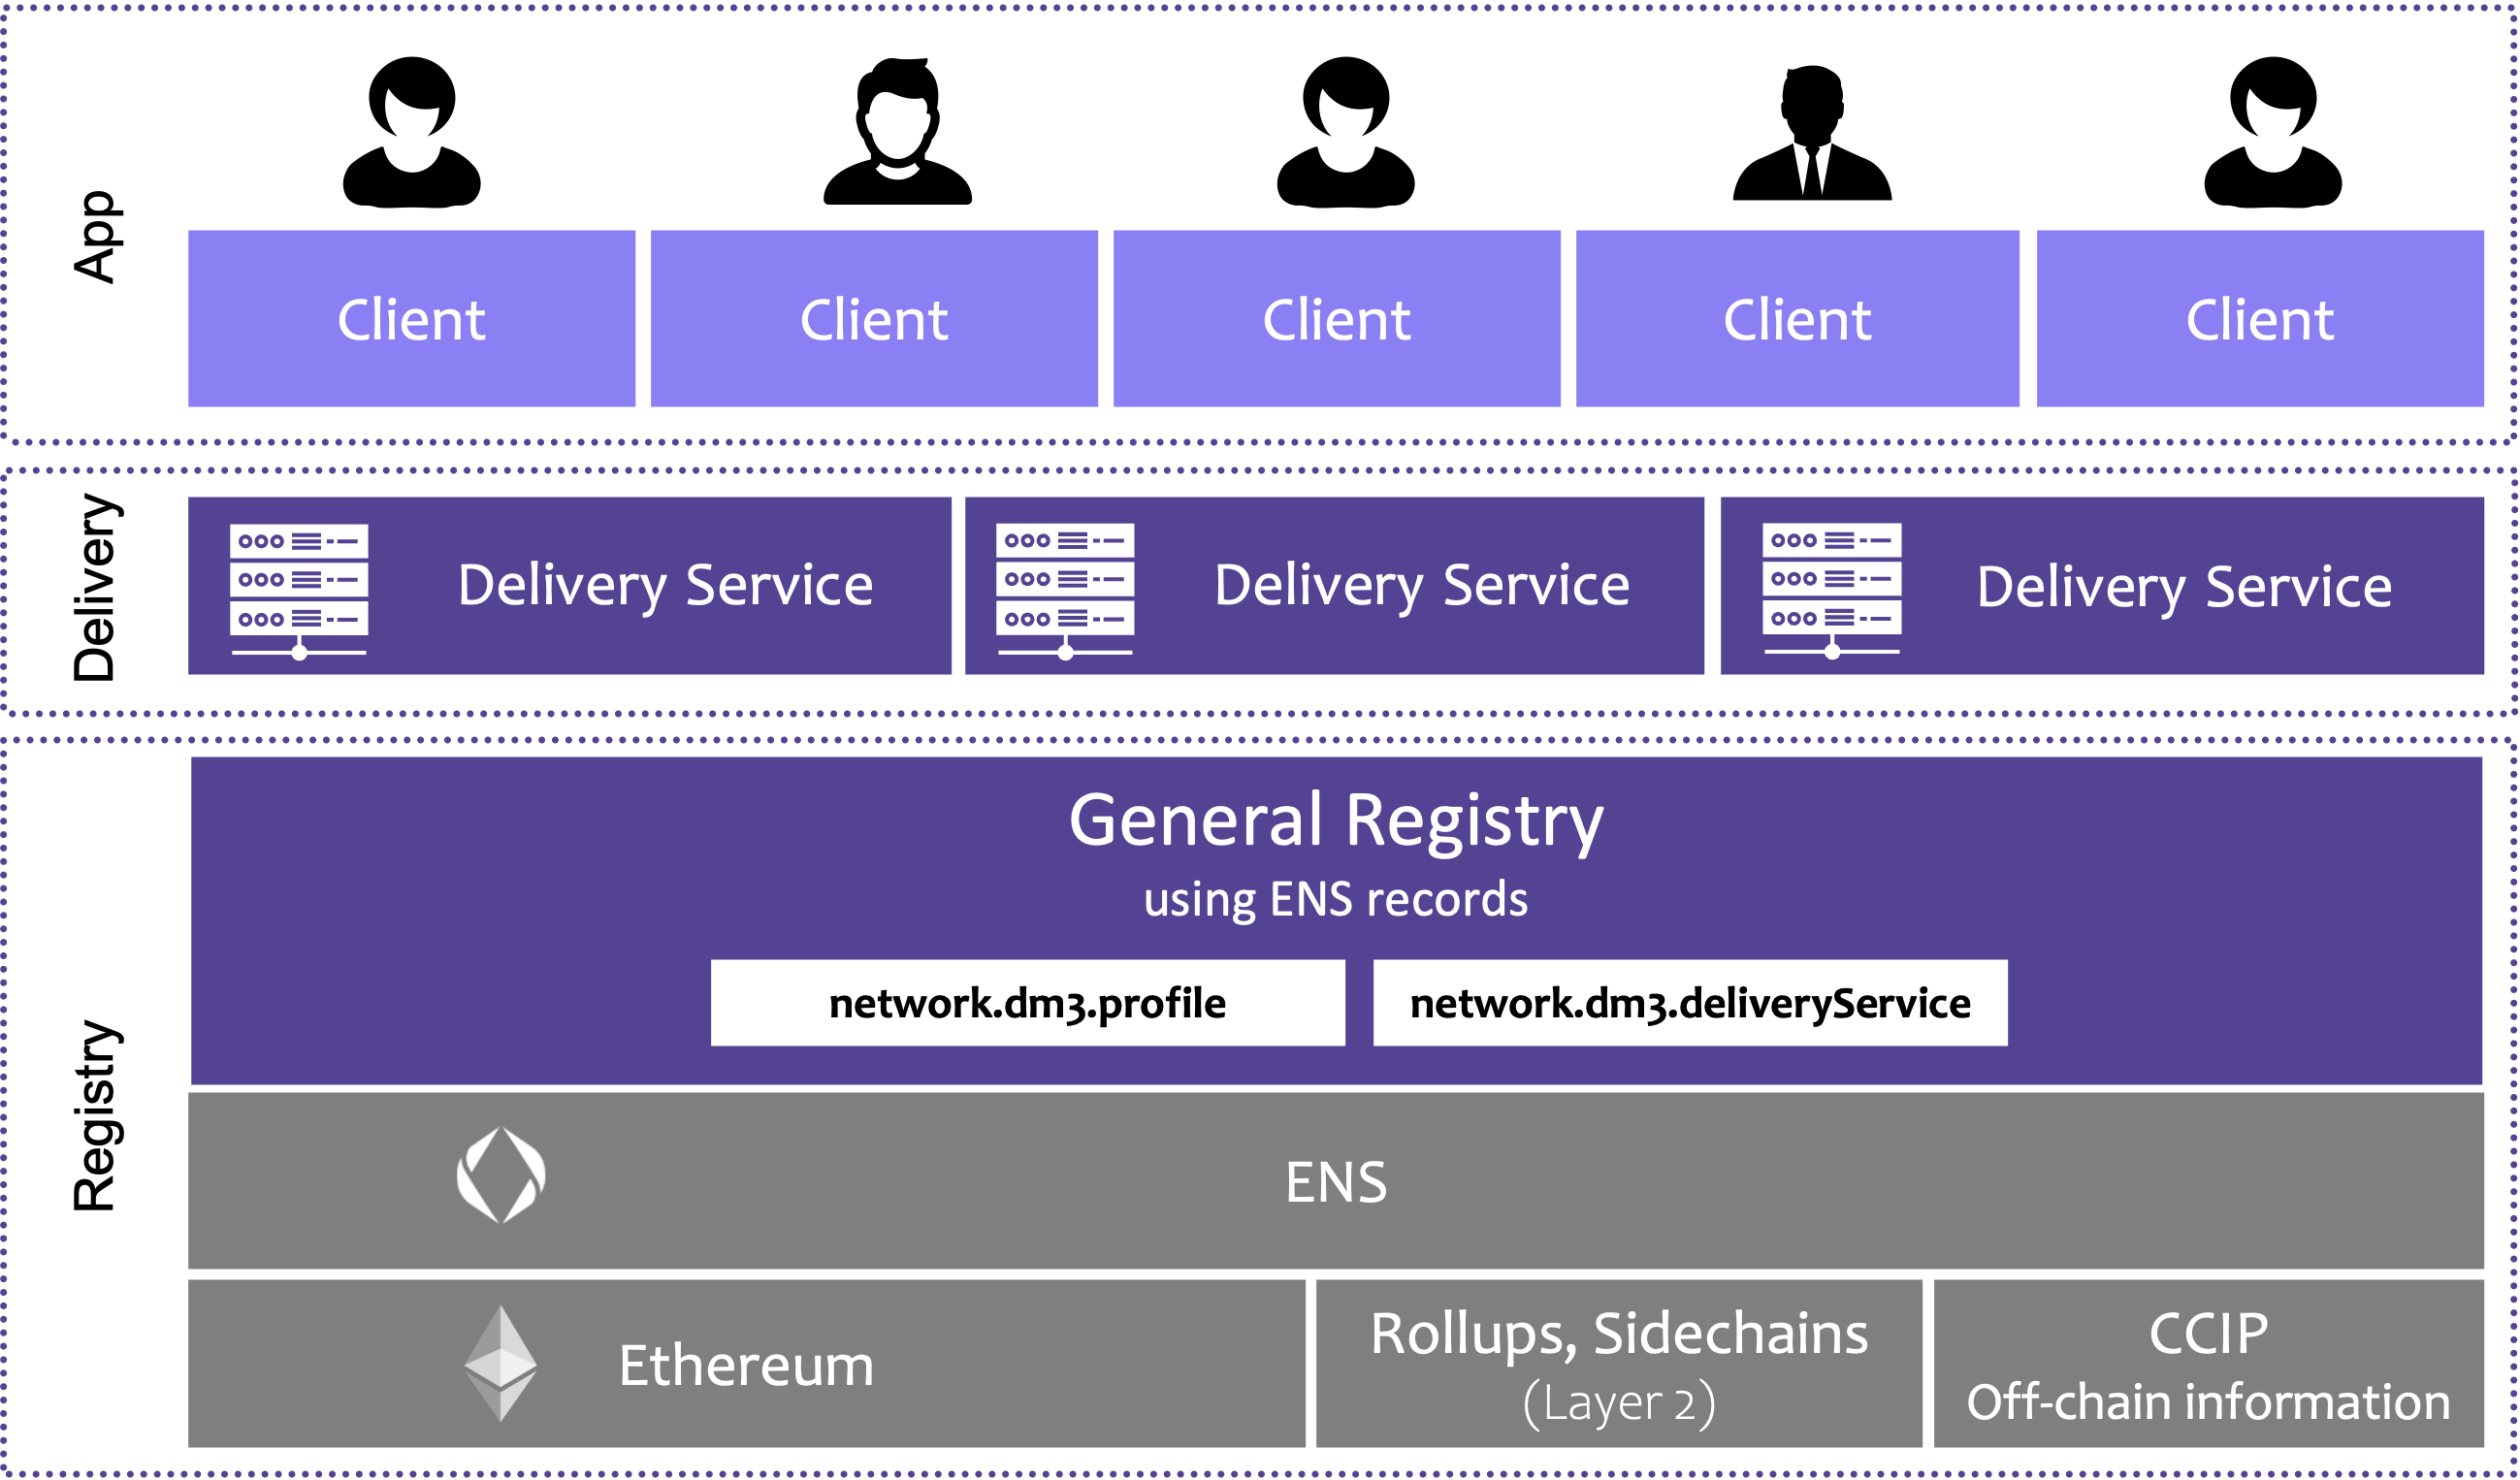 App
Client
Client
Client
Client
Client
Delivery
Delivery Service
Delivery Service
Delivery Service
Registry
General Registry
using ENS records
network.dm3.profile
network.dm3.deliveryService
ENS
Ethereum
Rollups, Sidechains
(Layer 2)
CCIP
Off-chain information